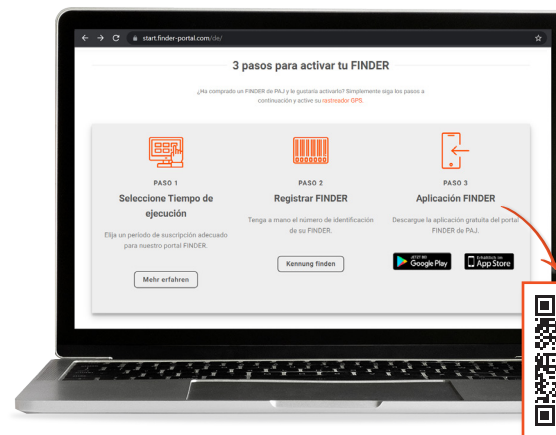 start.finder-portal.com/de/
3 pasos para activar tu FINDER
¿Ha comprado un FINDER de PAJ y le gustaría activarlo? Simplemente siga los pasos a
continuación y active su rastreador GPS.
PASO 1
Seleccione Tiempo de
ejecución
Elija un periodo de suscripción adecuado
para nuestro portal FINDER.
Mehr erfahren
PASO 2
Registrar FINDER
Tenga a mano el número de identificación
de su FINDER.
Kennung finden
PASO 3
Aplicación FINDER
Descargue la aplicación gratuita del portal
FINDER de PAJ.
JETZT BEI
Google Play
Erhältlich im
App Store